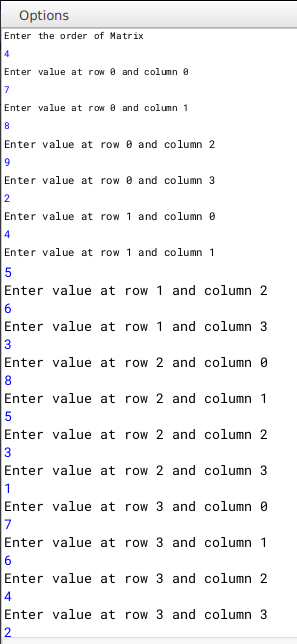 Options
Enter the order of Matrix
4
Enter value at row 0 and column 0
7
Enter value at row 0 and column 1
8
Enter value at row 0 and column 2
9
Enter value at row 0 and column 3
2
Enter value at row 1 and column 0
4
Enter value at row 1 and column 1
5
Enter value at row 1 and column 2
6
Enter value at row 1 and column 3
3
Enter value at row 2 and column 0
8
Enter value at row 2 and column 1
5
Enter value at row 2 and column 2
3
Enter value at row 2 and column 3
1
Enter value at row 3 and column 0
7
Enter value at row 3 and column 1
6
Enter value at row 3 and column 2
4
Enter value at row 3 and column 3
2